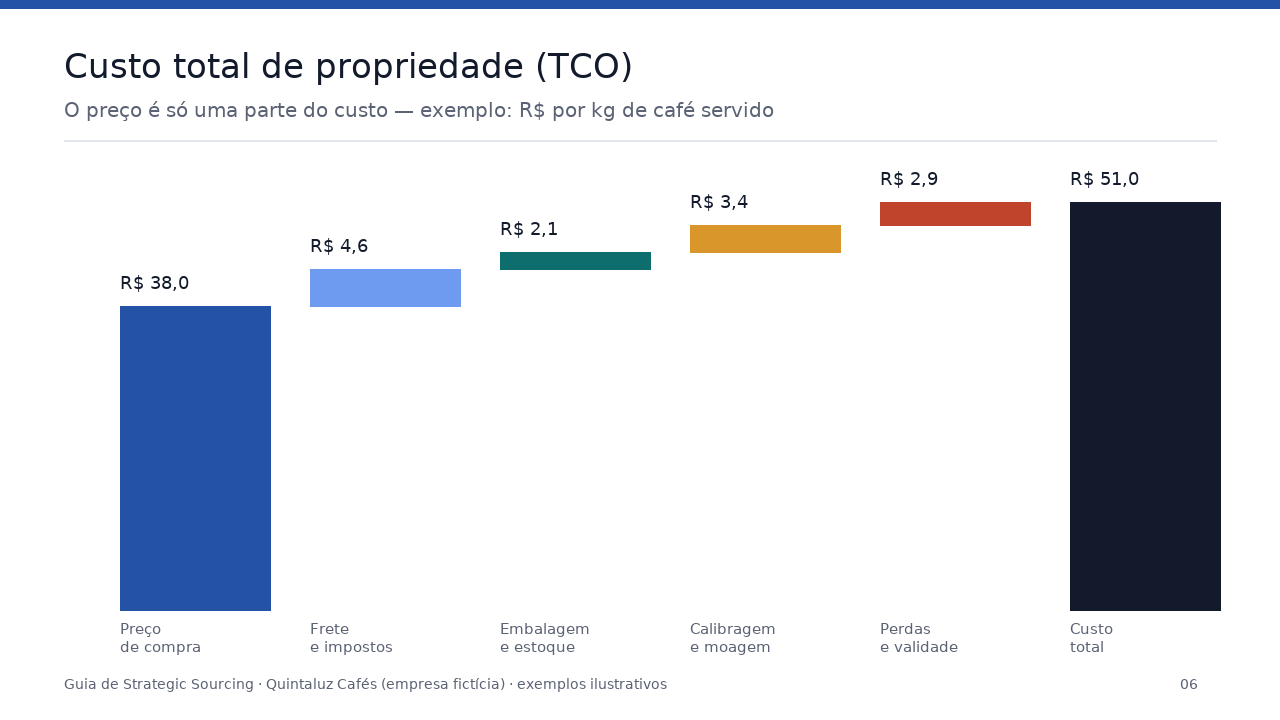 Custo total de propriedade (TCO)
O preço é só uma parte do custo — exemplo: R$ por kg de café servido
R$ 38,0
R$ 4,6
R$ 2,1
R$ 3,4
R$ 2,9
R$ 51,0
Preço
de compra
Frete
e impostos
Embalagem
e estoque
Calibragem
e moagem
Perdas
e validade
Custo
total
Guia de Strategic Sourcing · Quintaluz Cafés (empresa fictícia) · exemplos ilustrativos
06